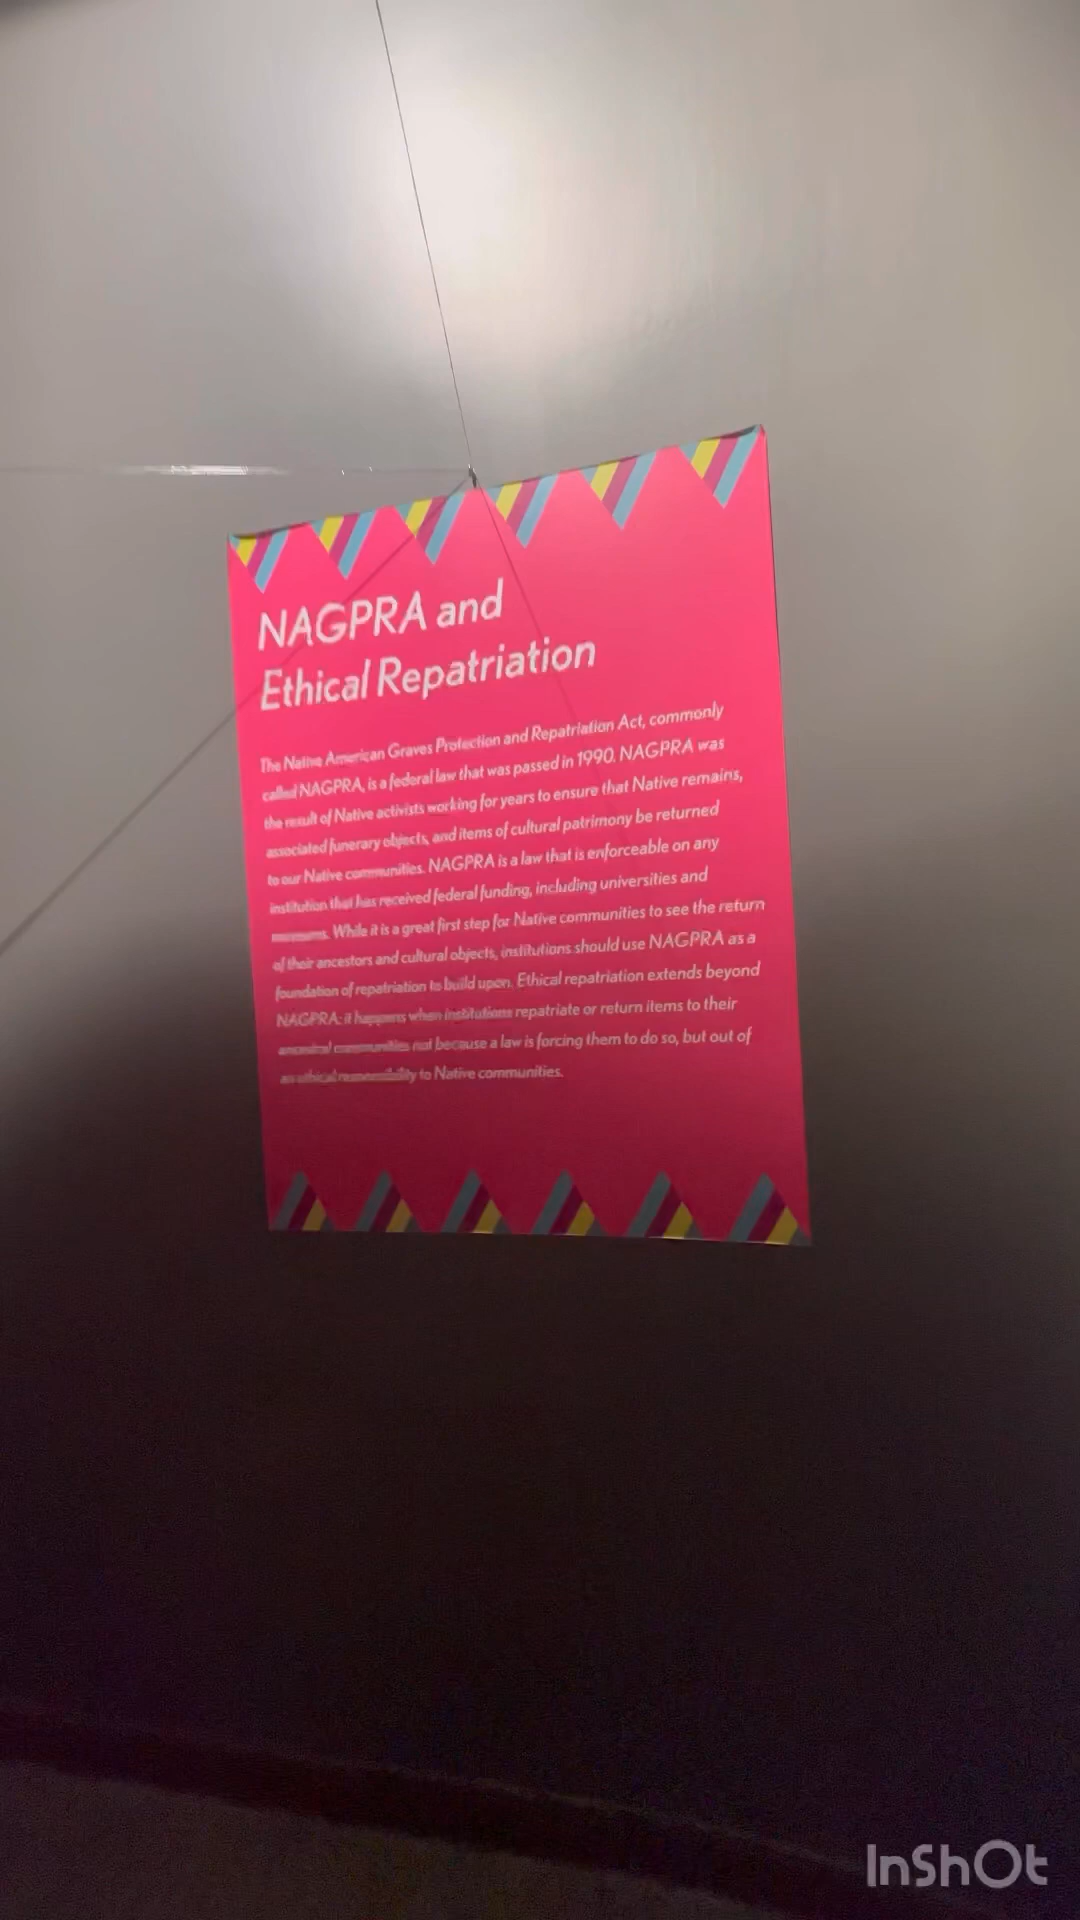 NAGPRA and
Ethical Repatriation
The Native American Graves Protection and Repatriation Act, commonly
called NAGPRA, is a federal law that was passed in 1990. NAGPRA was
the result of Native activists working for years to ensure that Native remains,
associated funerary objects, and items of cultural patrimony be returned
to our Native communities. NAGPRA is a law that is enforceable on any
institution that has received federal funding, including universities and
museums. While it is a great first step for Native communities to see the return
of their ancestors and cultural objects, institutions should use NAGPRA as a
foundation of repatriation to build upon. Ethical repatriation extends beyond
NAGPRA: it happens when institutions repatriate or return items to their
ancestral communities not because a law is forcing them to do so, but out of
an ethical responsibility to Native communities.
InShOt